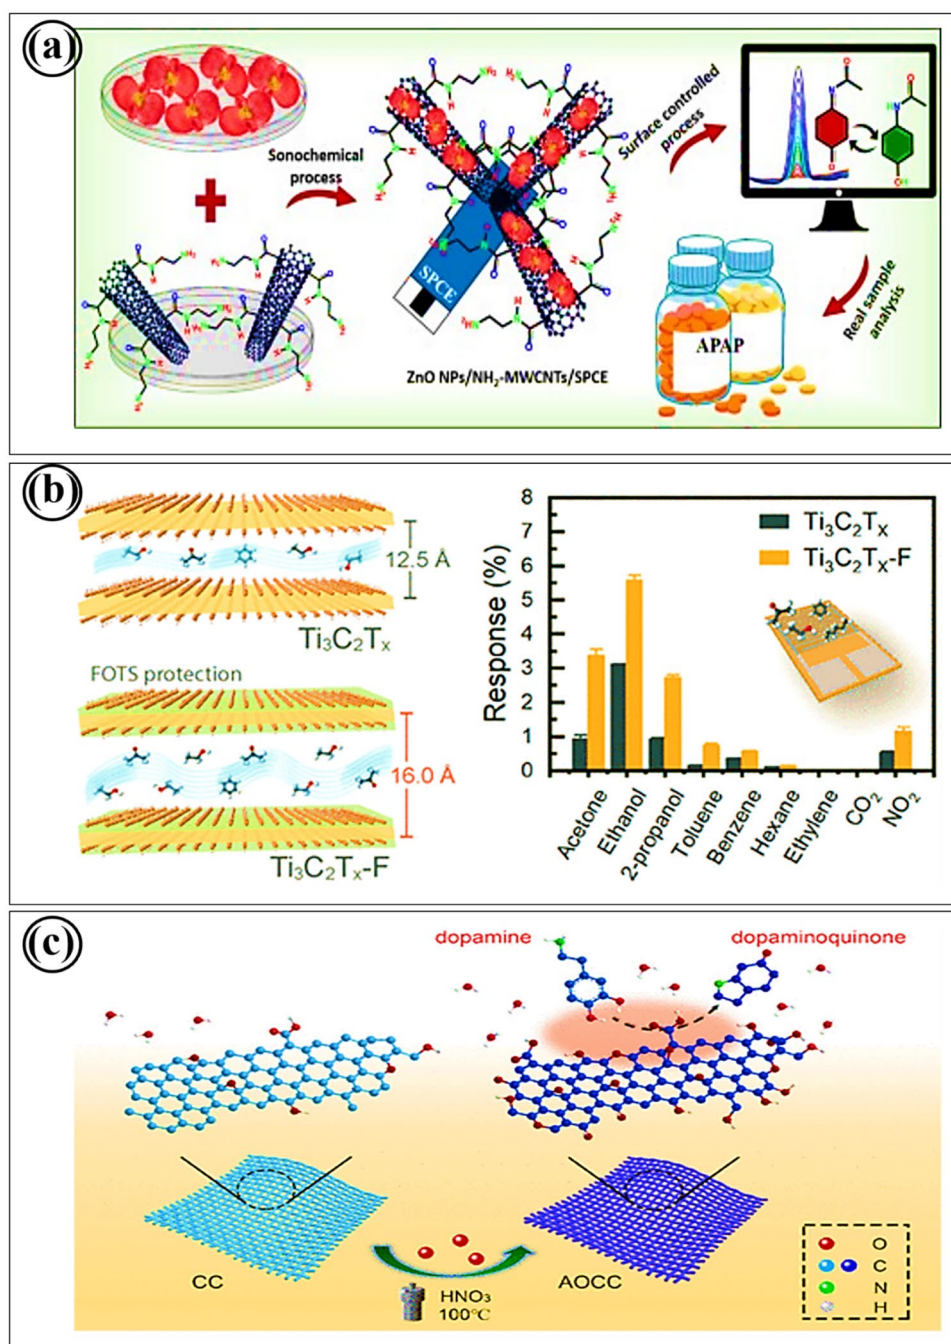 (a)
Sonochemical
process
Surface controlled
process
SPCE
ZnO NPs/NH₂-MWCNTs/SPCE
APAP
Real sample
analysis
(b)
12.5 Å
Ti₃C₂Tₓ
FOTS protection
16.0 Å
Ti₃C₂Tₓ-F
Response (%)
8
7
6
5
4
3
2
1
0
Ti₃C₂Tₓ
Ti₃C₂Tₓ-F
Acetone
Ethanol
2-propanol
Toluene
Benzene
Hexane
Ethylene
CO₂
NO₂
(c)
dopamine
dopaminoquinone
CC
HNO₃
100℃
AOCC
O
C
N
H